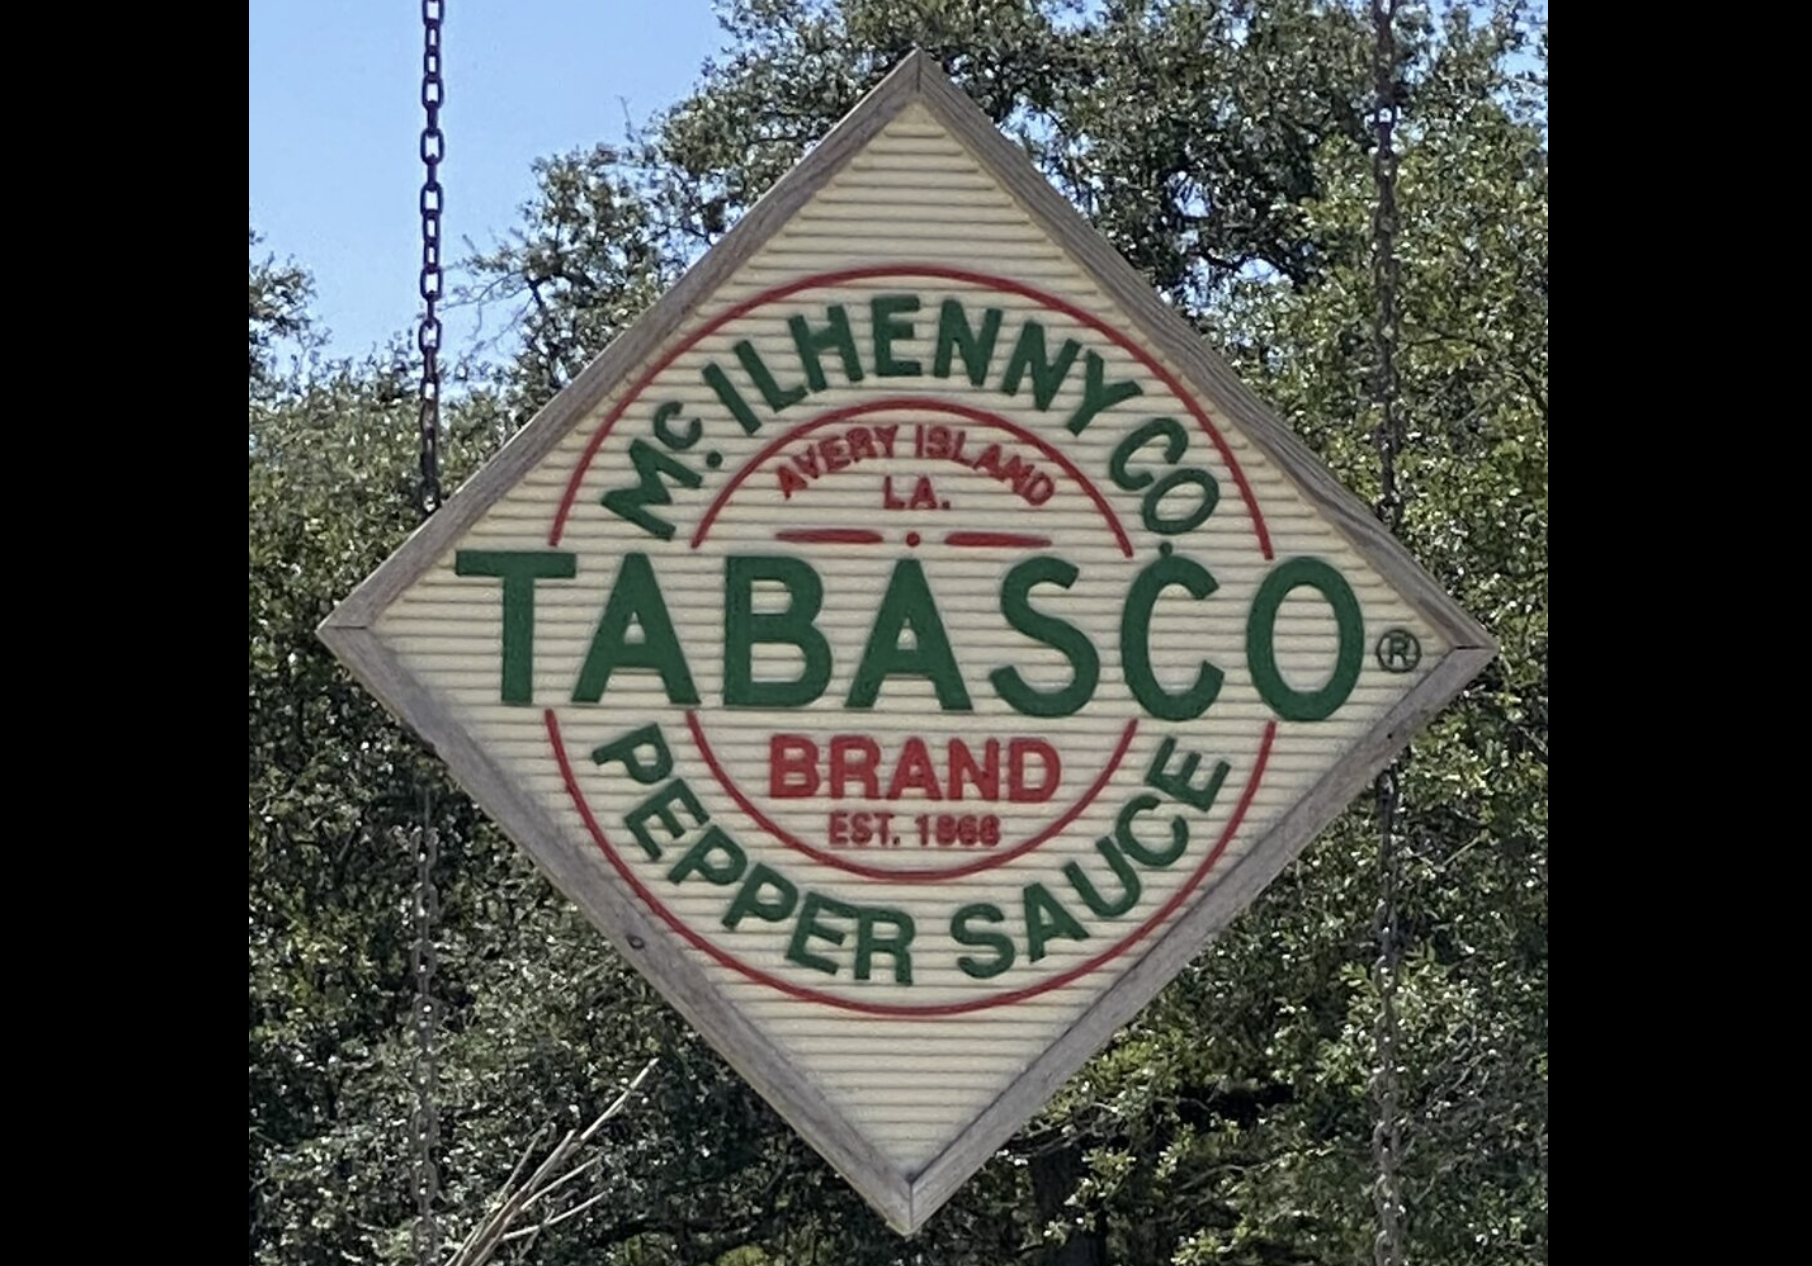 Mc. ILHENNY CO.
AVERY ISLAND
LA.
TABASCO®
BRAND
EST. 1868
PEPPER SAUCE